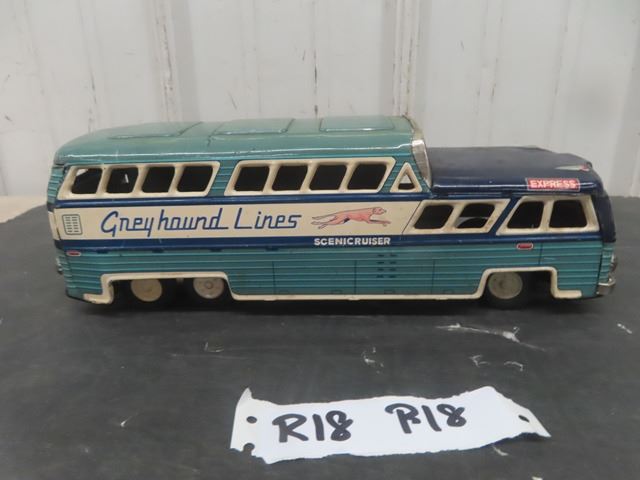 EXPRESS
Greyhound Lines
SCENICRUISER
R18 R18